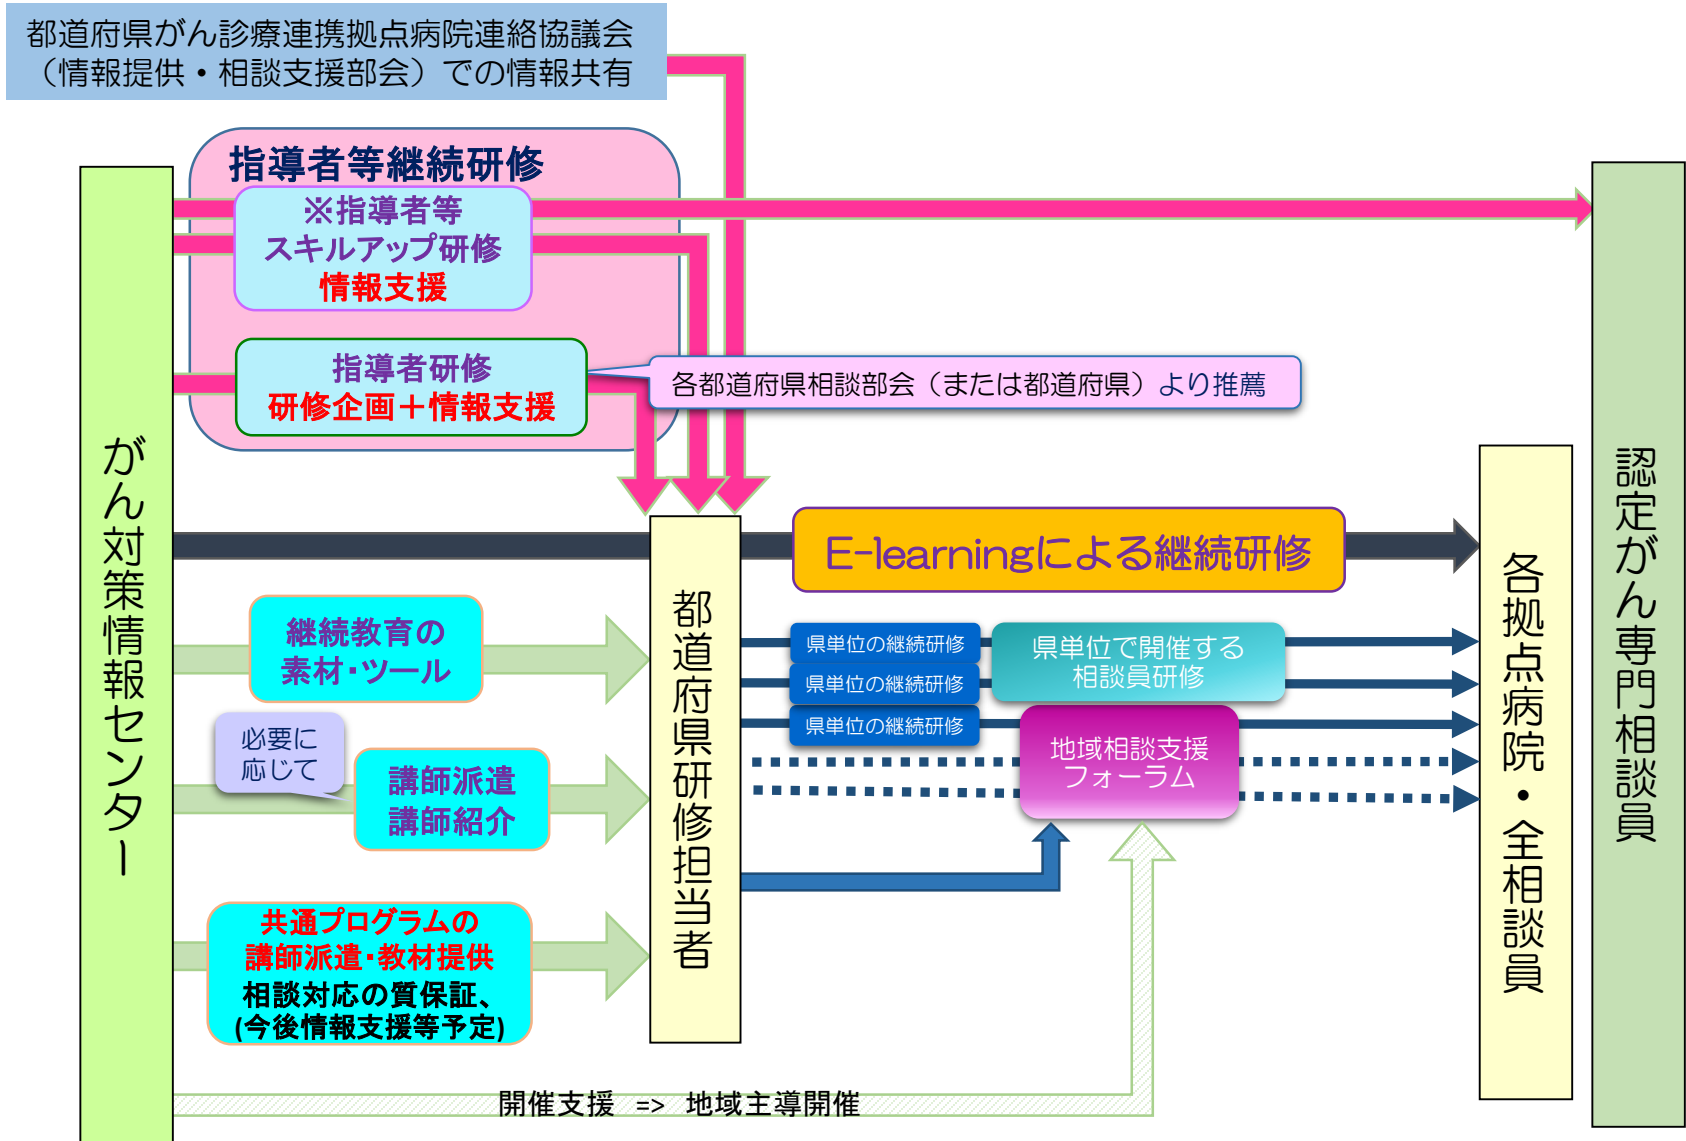 都道府県がん診療連携拠点病院連絡協議会
（情報提供・相談支援部会）での情報共有
指導者等継続研修
※指導者等
スキルアップ研修
情報支援
指導者研修
研修企画＋情報支援
各都道府県相談部会（または都道府県）より推薦
がん対策情報センター
E-learningによる継続研修
継続教育の
素材・ツール
必要に
応じて
講師派遣
講師紹介
共通プログラムの
講師派遣・教材提供
相談対応の質保証、
(今後情報支援等予定)
都道府県研修担当者
県単位の継続研修
県単位の継続研修
県単位の継続研修
県単位で開催する
相談員研修
地域相談支援
フォーラム
各拠点病院・全相談員
認定がん専門相談員
開催支援 => 地域主導開催